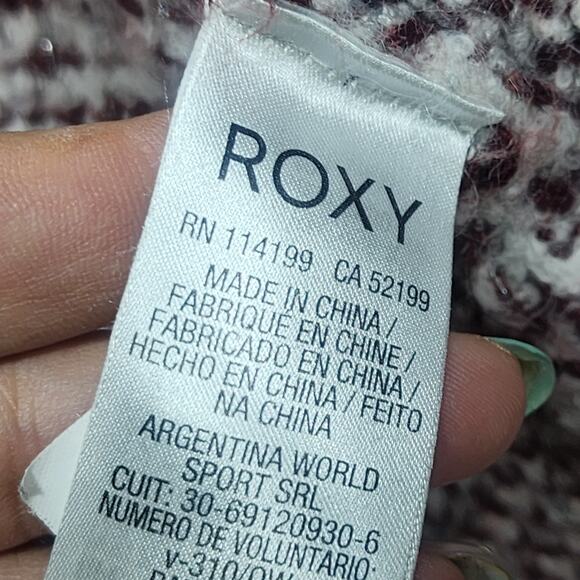 ROXY
RN 114199 CA 52199
MADE IN CHINA /
FABRIQUE EN CHINE /
FABRICADO EN CHINA /
HECHO EN CHINA / FEITO
NA CHINA
ARGENTINA WORLD
SPORT SRL
CUIT: 30-69120930-6
NUMERO DE VOLUNTARIO: